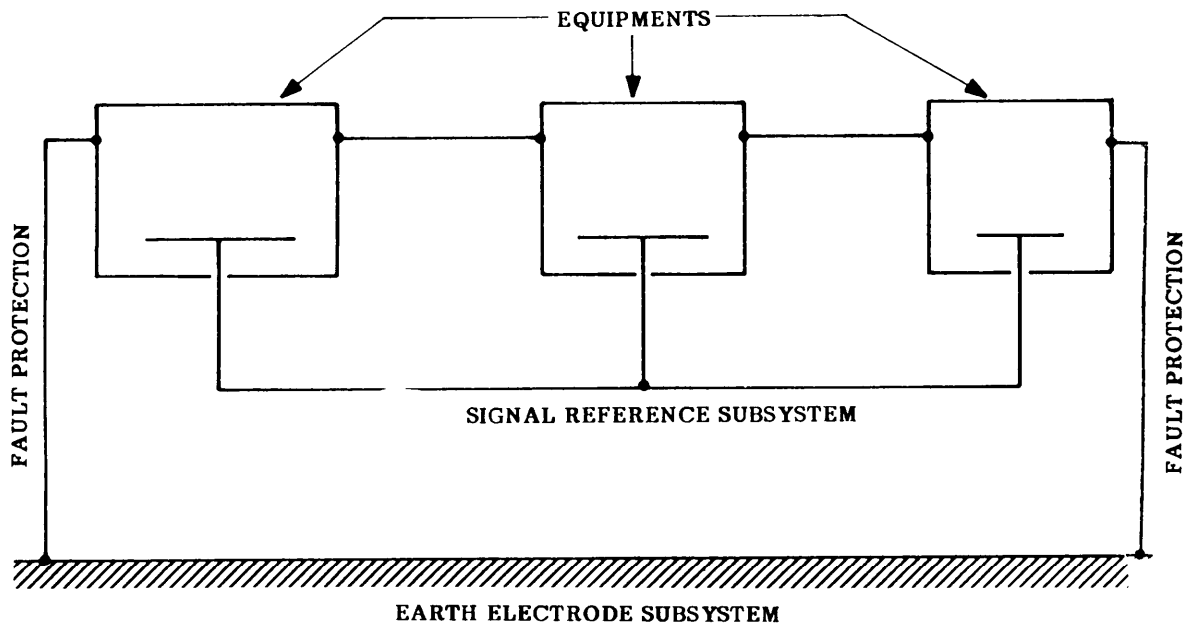 EQUIPMENTS
FAULT PROTECTION
FAULT PROTECTION
SIGNAL REFERENCE SUBSYSTEM
EARTH ELECTRODE SUBSYSTEM